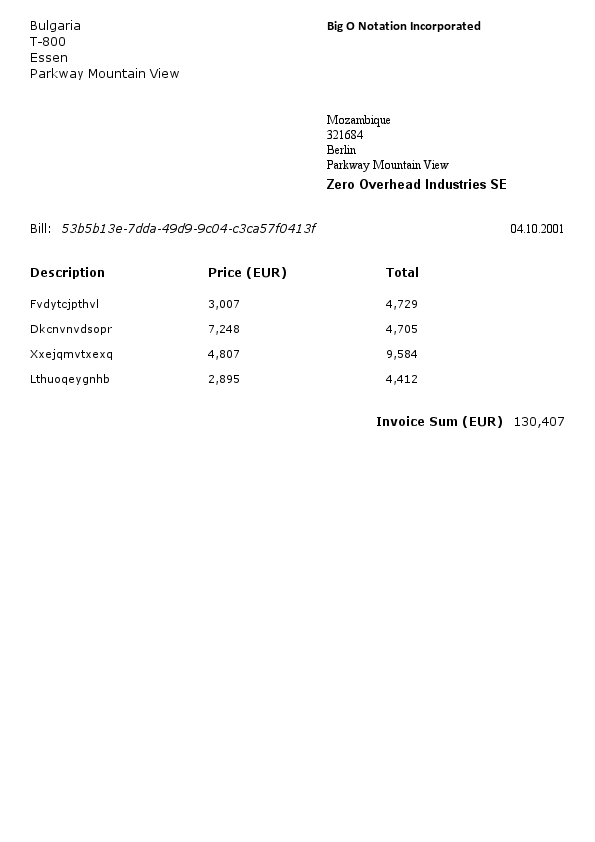 Bulgaria
T-800
Essen
Parkway Mountain View
Big O Notation Incorporated
Mozambique
321684
Berlin
Parkway Mountain View
Zero Overhead Industries SE
Bill: 53b5b13e-7dda-49d9-9c04-c3ca57f0413f 04.10.2001
Description Price (EUR) Total
Fvdytcjpthvl 3,007 4,729
Dkcnvnvdsopr 7,248 4,705
Xxejqmvtxexq 4,807 9,584
Lthuoqeygnhb 2,895 4,412
Invoice Sum (EUR) 130,407